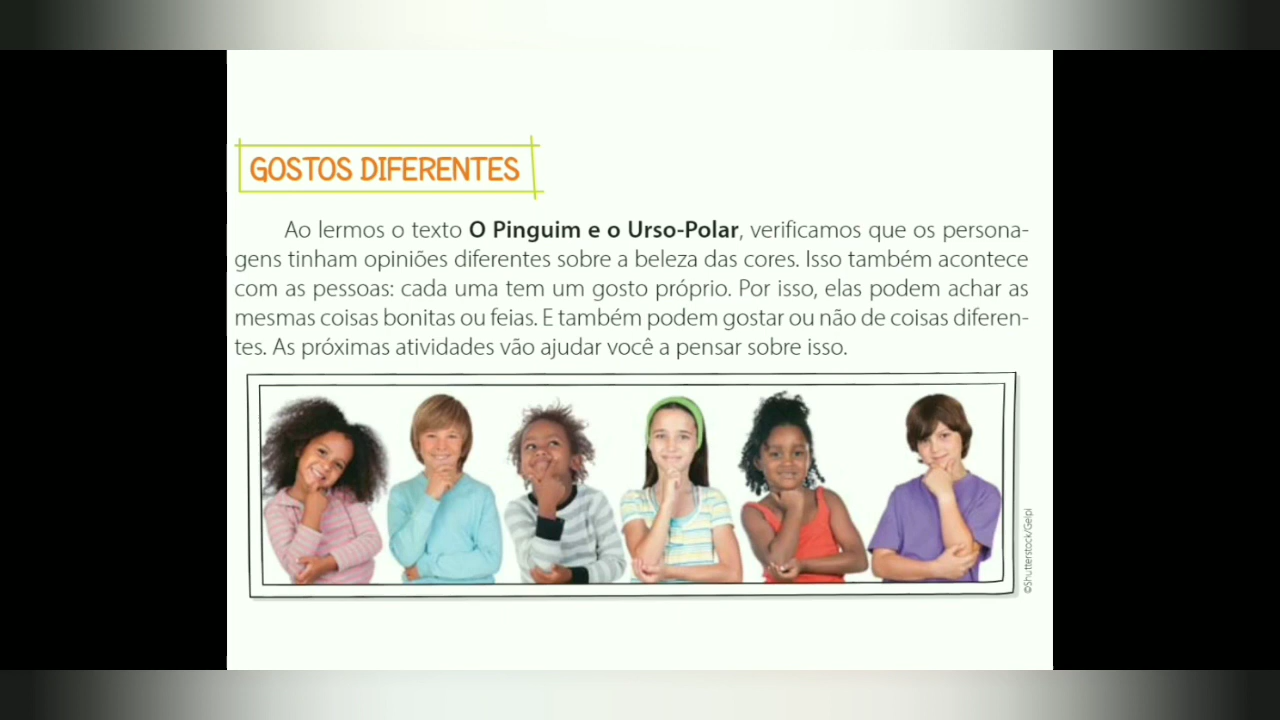 GOSTOS DIFERENTES
Ao lermos o texto O Pinguim e o Urso-Polar, verificamos que os persona-
gens tinham opiniões diferentes sobre a beleza das cores. Isso também acontece
com as pessoas: cada uma tem um gosto próprio. Por isso, elas podem achar as
mesmas coisas bonitas ou feias. E também podem gostar ou não de coisas diferen-
tes. As próximas atividades vão ajudar você a pensar sobre isso.
©Shutterstock/Gelpi